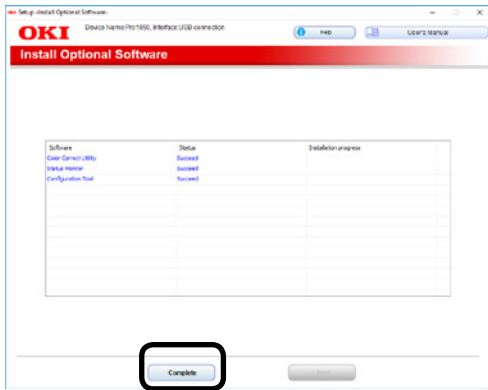 OKI Setup -Install Optional Software-
OKI
Device Name:Pro1050, Interface:USB connection
User's Manual
Install Optional Software
Software Status Installation progress
Color Correct Utility Succeed
Status Monitor Succeed
Configuration Tool Succeed
Complete